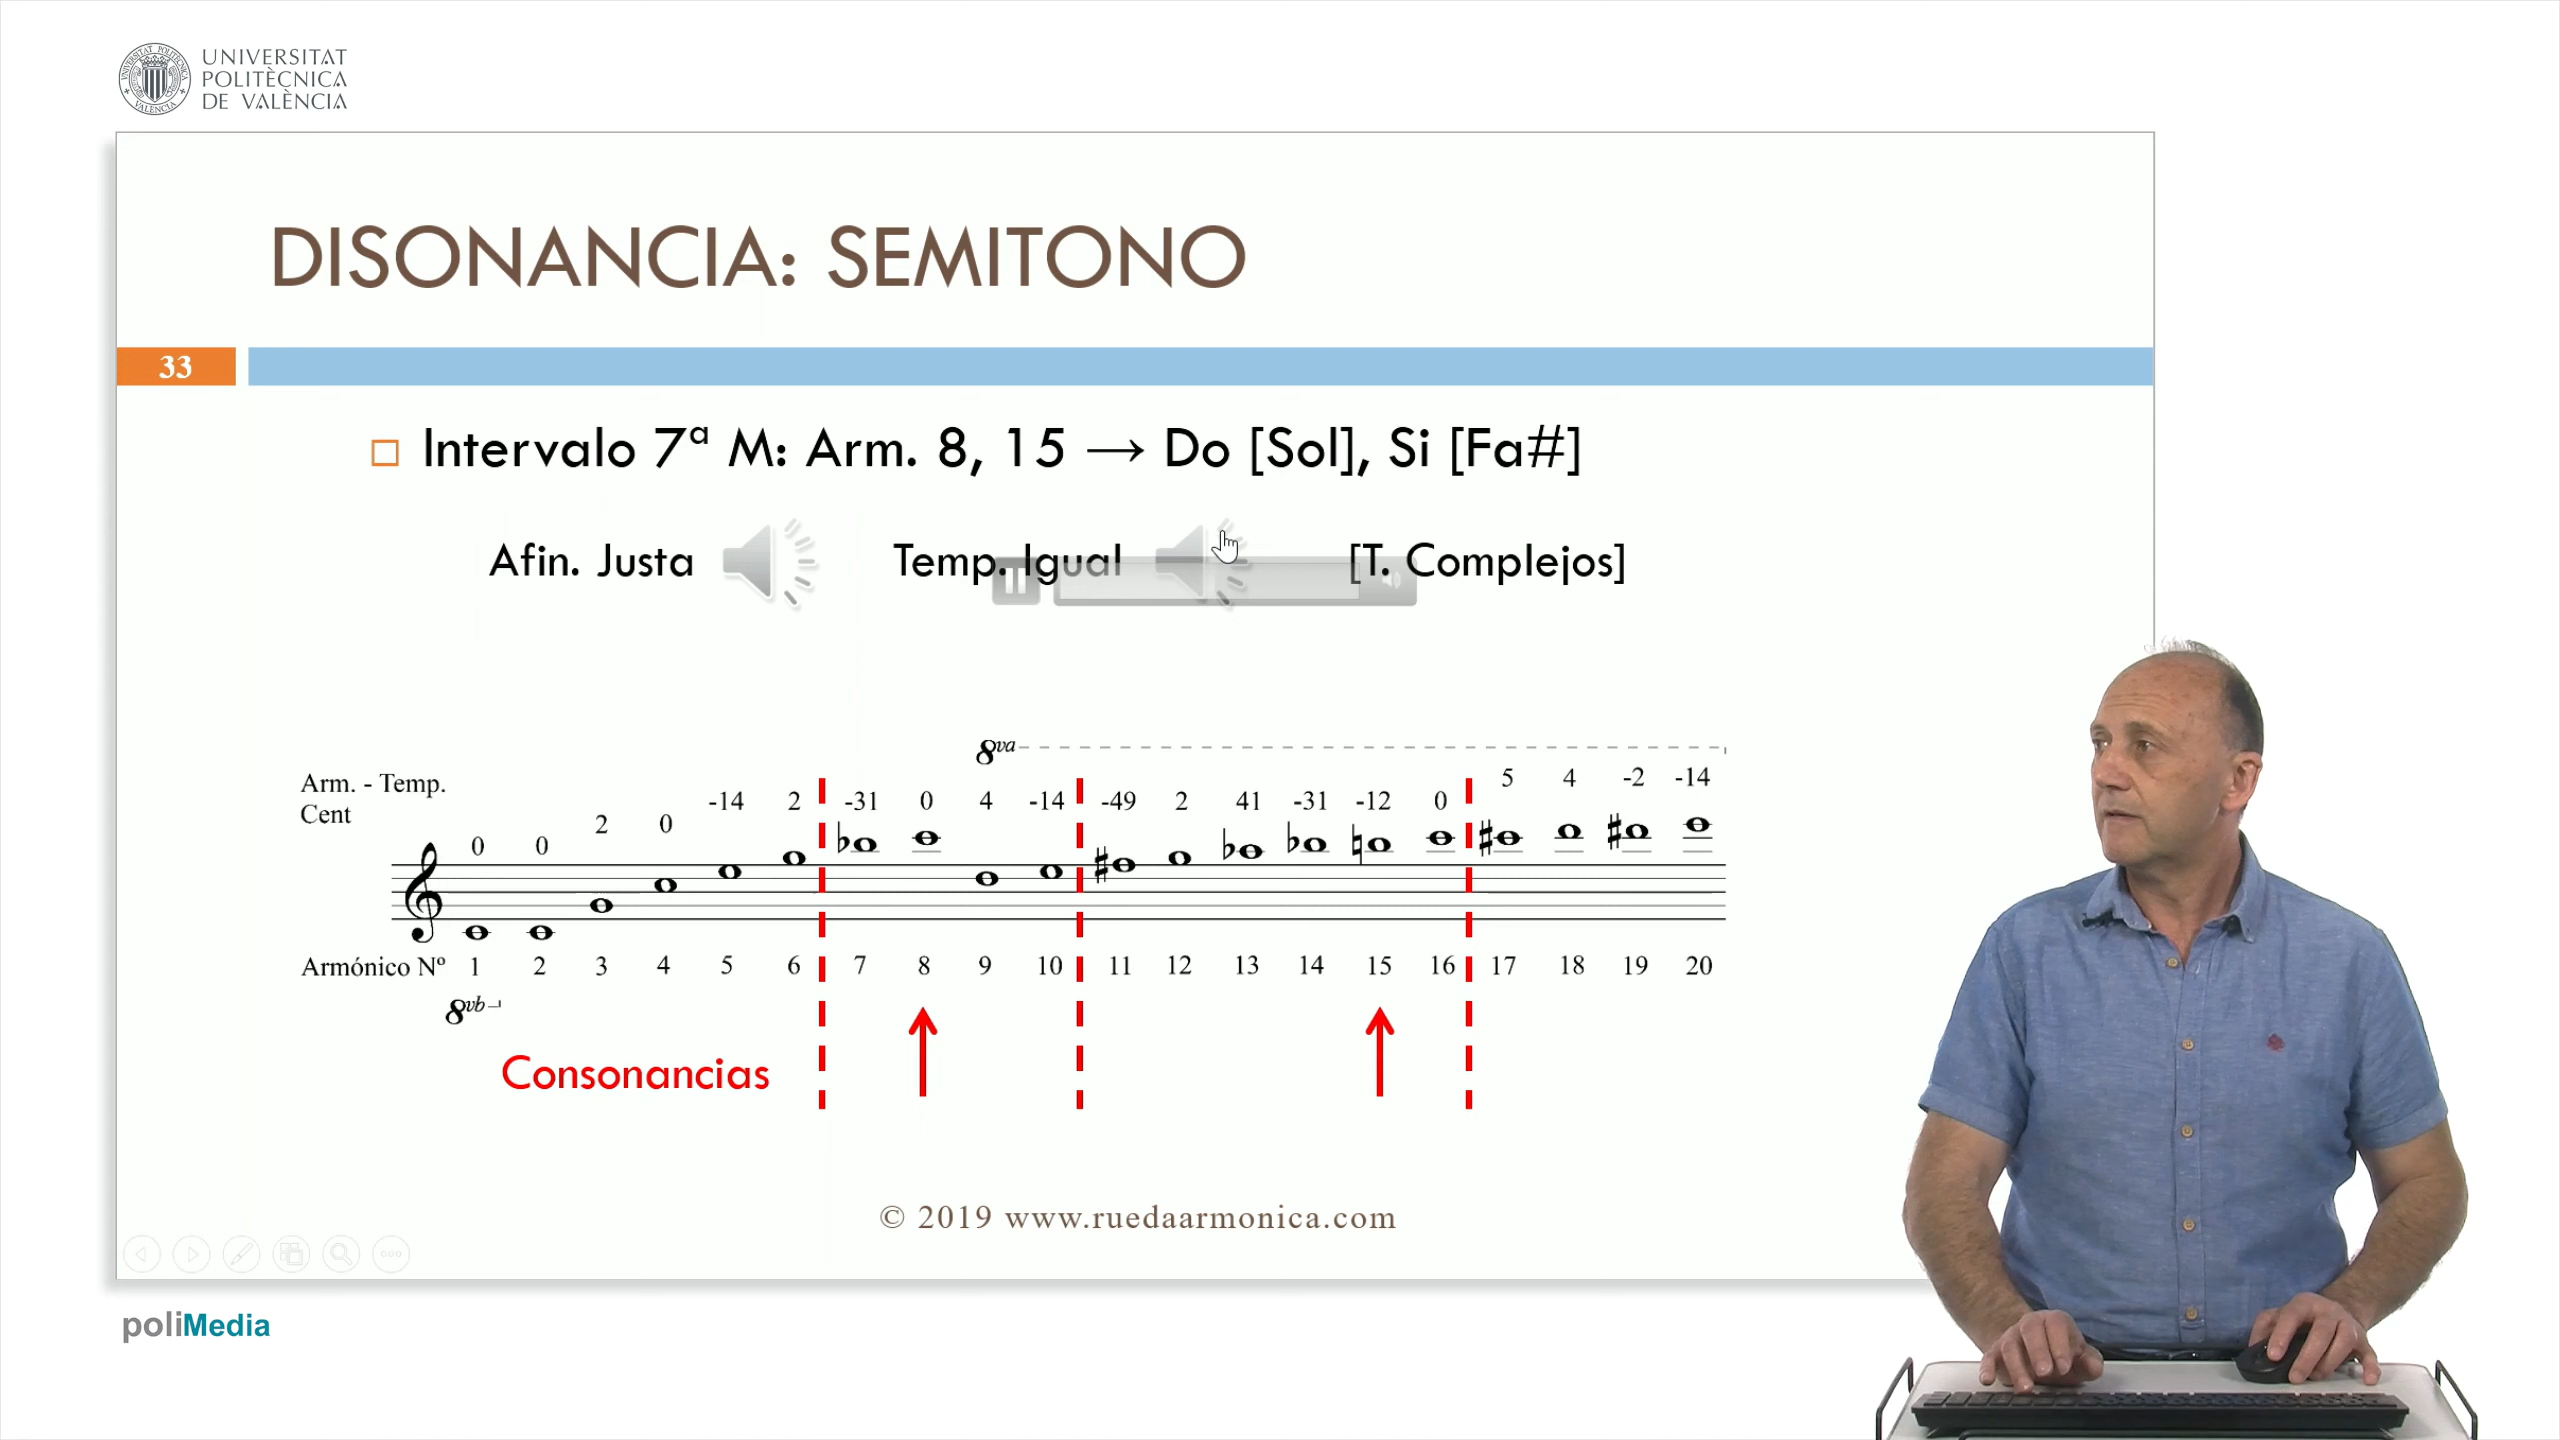 UNIVERSITAT
POLITÈCNICA
DE VALÈNCIA
DISONANCIA: SEMITONO
33
Intervalo 7ª M: Arm. 8, 15 → Do [Sol], Si [Fa#]
Afin. Justa Temp. Igual [T. Complejos]
8va
Arm. - Temp.
Cent
0 0 2 0 -14 2 -31 0 4 -14 -49 2 41 -31 -12 0 5 4 -2 -14
Armónico Nº 1 2 3 4 5 6 7 8 9 10 11 12 13 14 15 16 17 18 19 20
8vb
Consonancias
© 2019 www.ruedaarmonica.com
poliMedia